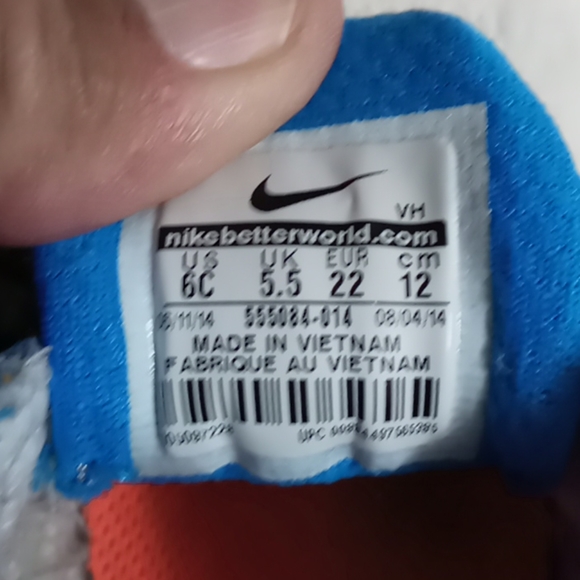 VH
nikebetterworld.com
US UK EUR cm
6C 5.5 22 12
555084-014 08/04/14
MADE IN VIETNAM
FABRIQUE AU VIETNAM
UPC